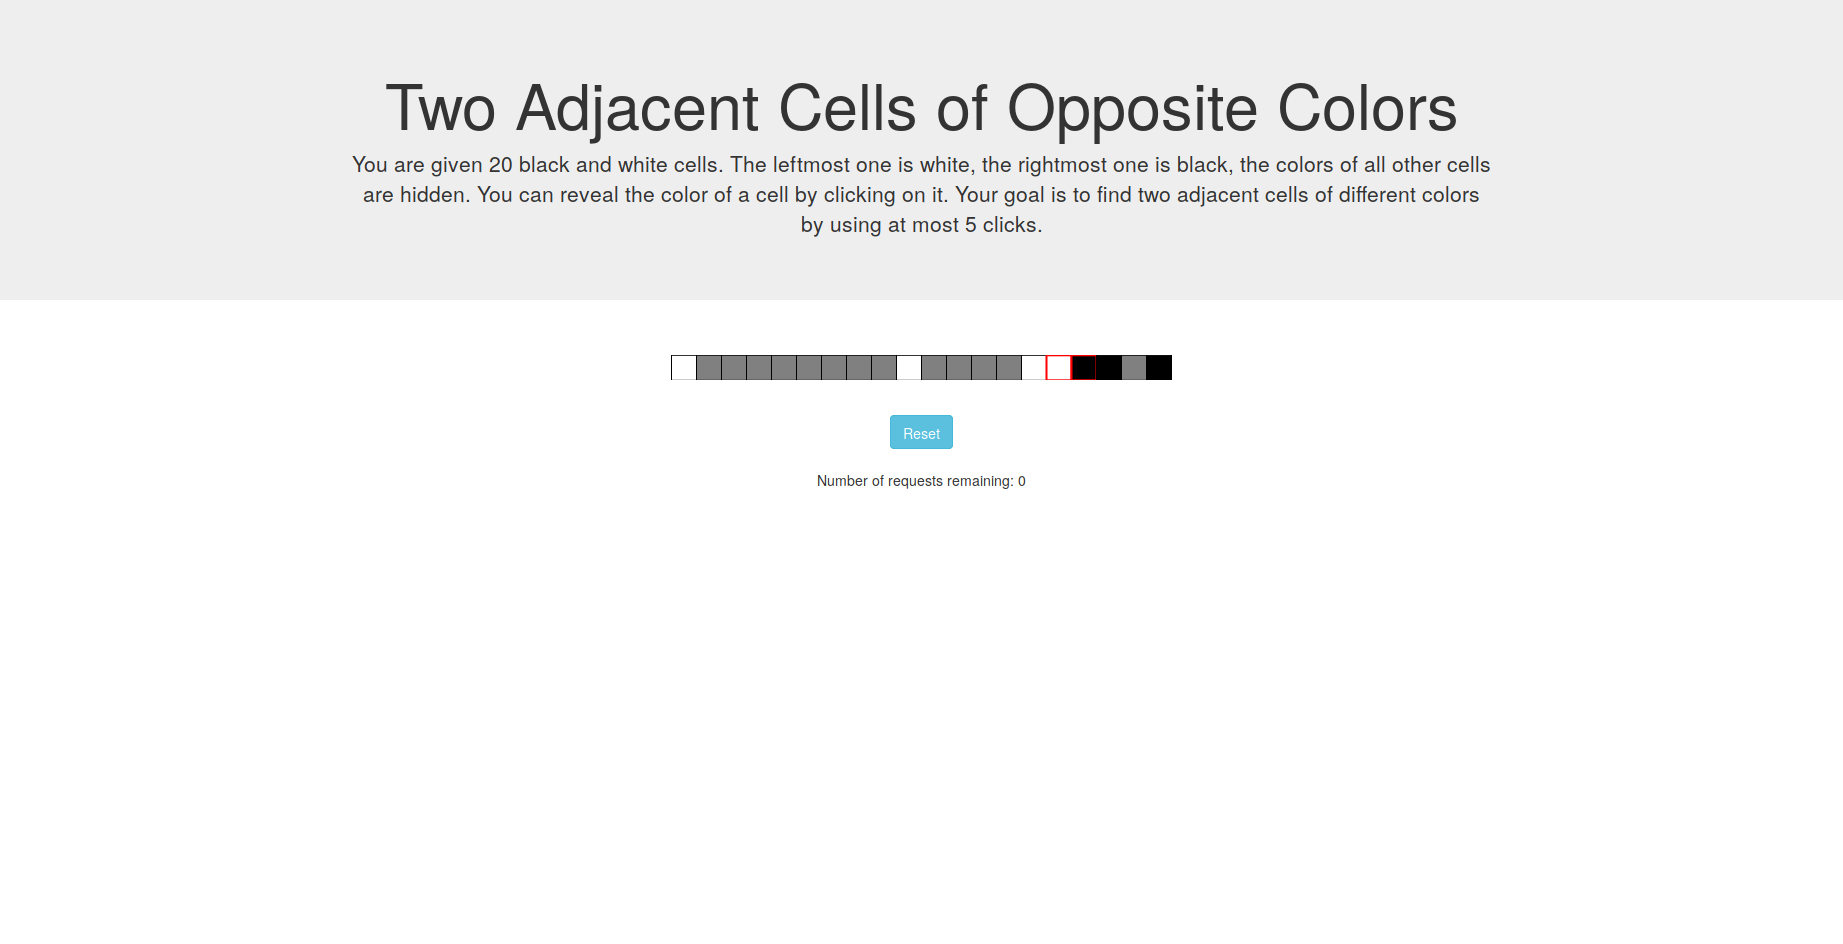 Two Adjacent Cells of Opposite Colors
You are given 20 black and white cells. The leftmost one is white, the rightmost one is black, the colors of all other cells
are hidden. You can reveal the color of a cell by clicking on it. Your goal is to find two adjacent cells of different colors
by using at most 5 clicks.
Reset
Number of requests remaining: 0